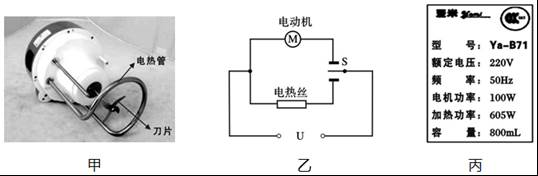 电热管
刀片
甲
电动机
M
S
电热丝
U
乙
亚米 Yami
型 号：Ya-B71
额定电压：220V
频 率：50Hz
电机功率：100W
加热功率：605W
容 量：800mL
丙